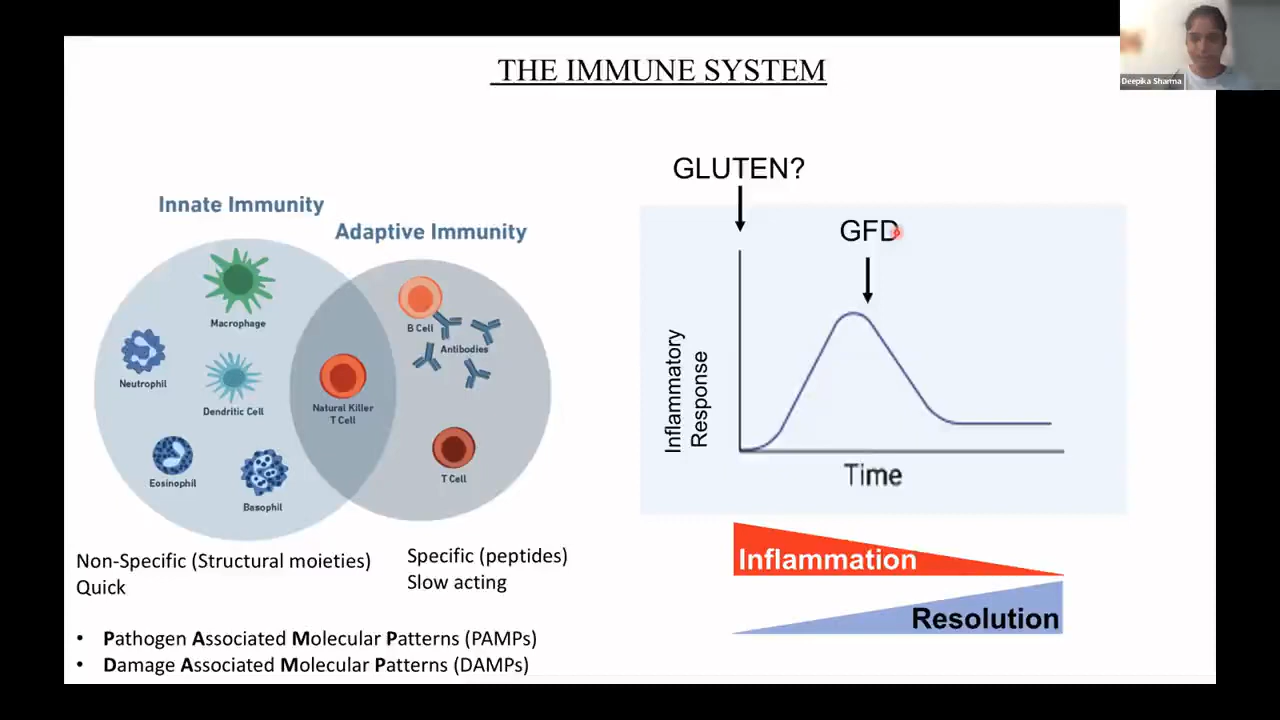 THE IMMUNE SYSTEM
Deepika Sharma
Innate Immunity
Adaptive Immunity
Macrophage
Neutrophil
Dendritic Cell
Eosinophil
Basophil
Natural Killer
T Cell
B Cell
Antibodies
T Cell
Non-Specific (Structural moieties)
Quick
Specific (peptides)
Slow acting
• Pathogen Associated Molecular Patterns (PAMPs)
• Damage Associated Molecular Patterns (DAMPs)
GLUTEN?
GFD
Inflammatory
Response
Time
Inflammation
Resolution